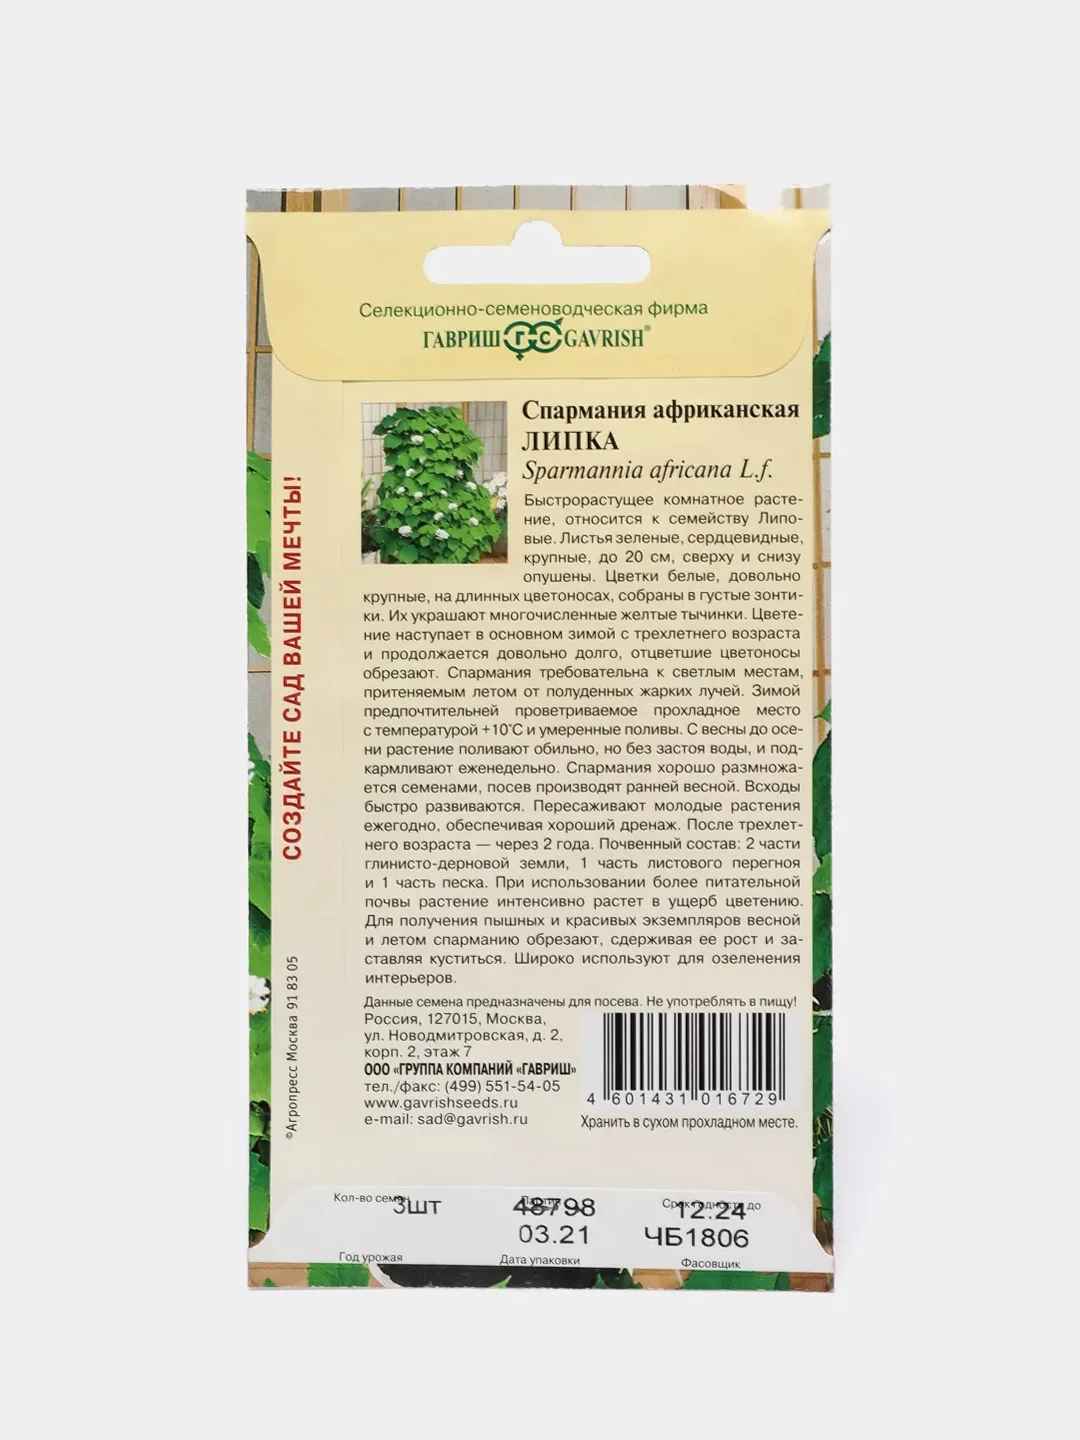 Селекционно-семеноводческая фирма
ГАВРИШ ГС GAVRISH®
Спармания африканская
ЛИПКА
Sparmannia africana L.f.
Быстрорастущее комнатное расте-
ние, относится к семейству Липо-
вые. Листья зеленые, сердцевидные,
крупные, до 20 см, сверху и снизу
опушены. Цветки белые, довольно
крупные, на длинных цветоносах, собраны в густые зонти-
ки. Их украшают многочисленные желтые тычинки. Цвете-
ние наступает в основном зимой с трехлетнего возраста
и продолжается довольно долго, отцветшие цветоносы
обрезают. Спармания требовательна к светлым местам,
притеняемым летом от полуденных жарких лучей. Зимой
предпочтительней проветриваемое прохладное место
с температурой +10°С и умеренные поливы. С весны до осе-
ни растение поливают обильно, но без застоя воды, и под-
кармливают еженедельно. Спармания хорошо размножа-
ется семенами, посев производят ранней весной. Всходы
быстро развиваются. Пересаживают молодые растения
ежегодно, обеспечивая хороший дренаж. После трехлет-
него возраста — через 2 года. Почвенный состав: 2 части
глинисто-дерновой земли, 1 часть листового перегноя
и 1 часть песка. При использовании более питательной
почвы растение интенсивно растет в ущерб цветению.
Для получения пышных и красивых экземпляров весной
и летом спарманию обрезают, сдерживая ее рост и за-
ставляя куститься. Широко используют для озеленения
интерьеров.
Данные семена предназначены для посева. Не употреблять в пищу!
Россия, 127015, Москва,
ул. Новодмитровская, д. 2,
корп. 2, этаж 7
ООО «ГРУППА КОМПАНИЙ «ГАВРИШ»
тел./факс: (499) 551-54-05
www.gavrishseeds.ru
e-mail: sad@gavrish.ru
4 601431 016729
Хранить в сухом прохладном месте.
СОЗДАЙТЕ САД ВАШЕЙ МЕЧТЫ!
©Агропресс Москва 91 83 05
Кол-во семян Партия Срок годности до
3шт 48798 12.24
03.21 ЧБ1806
Год урожая Дата упаковки Фасовщик